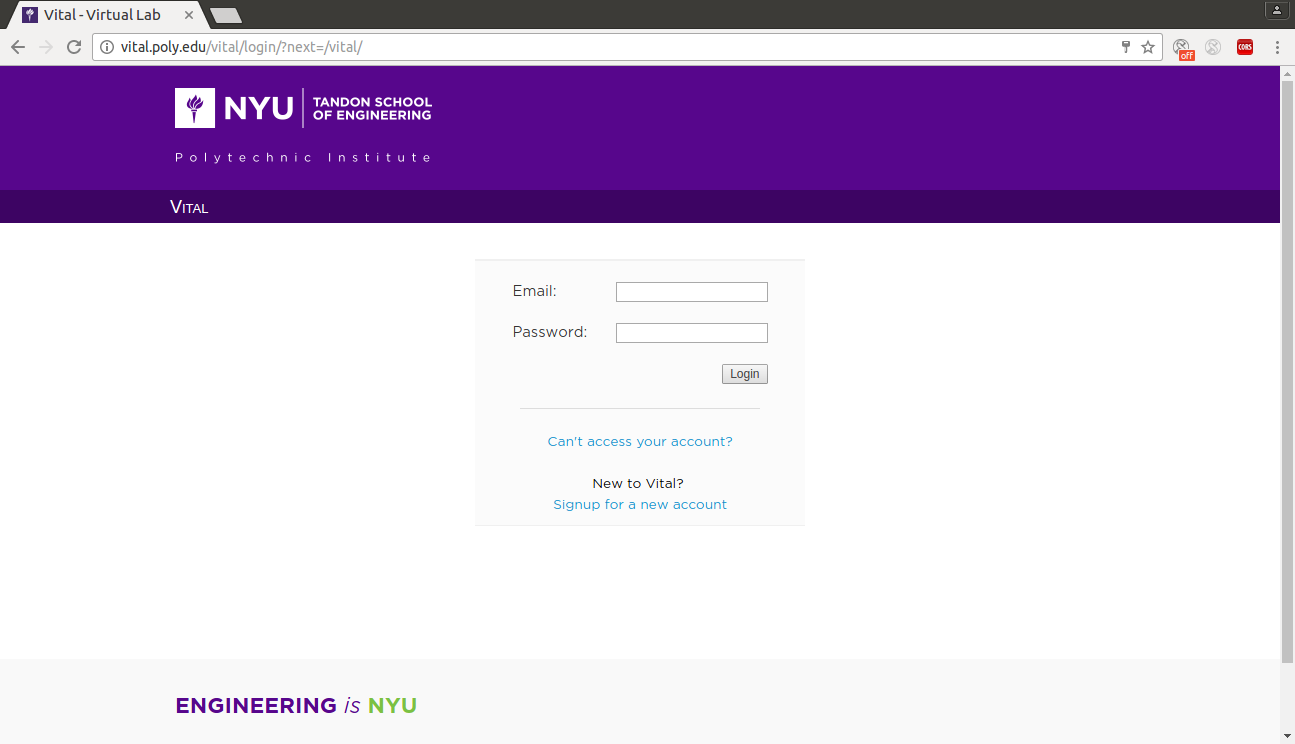 Vital - Virtual Lab
vital.poly.edu/vital/login/?next=/vital/
off
CORS
NYU
TANDON SCHOOL
OF ENGINEERING
Polytechnic Institute
VITAL
Email:
Password:
Login
Can't access your account?
New to Vital?
Signup for a new account
ENGINEERING is NYU